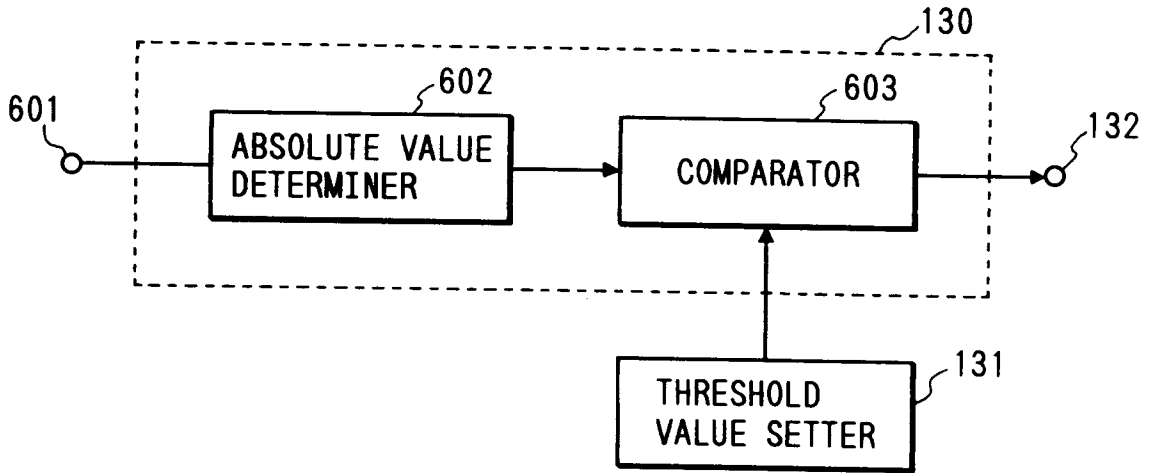 130
601
602
ABSOLUTE VALUE
DETERMINER
603
COMPARATOR
132
131
THRESHOLD
VALUE SETTER